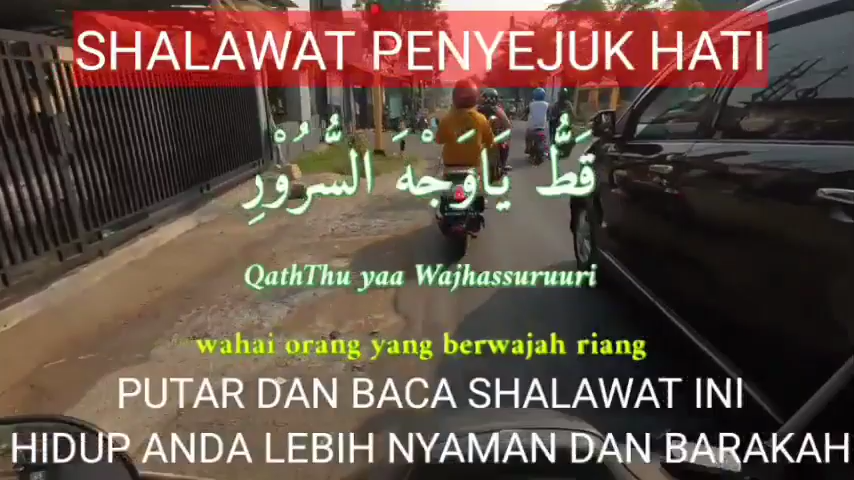 SHALAWAT PENYEJUK HATI
قَطُّ يَاوَجْهَ السُّرُوْرِ
QathThu yaa Wajhassuruuri
wahai orang yang berwajah riang
PUTAR DAN BACA SHALAWAT INI
HIDUP ANDA LEBIH NYAMAN DAN BARAKAH